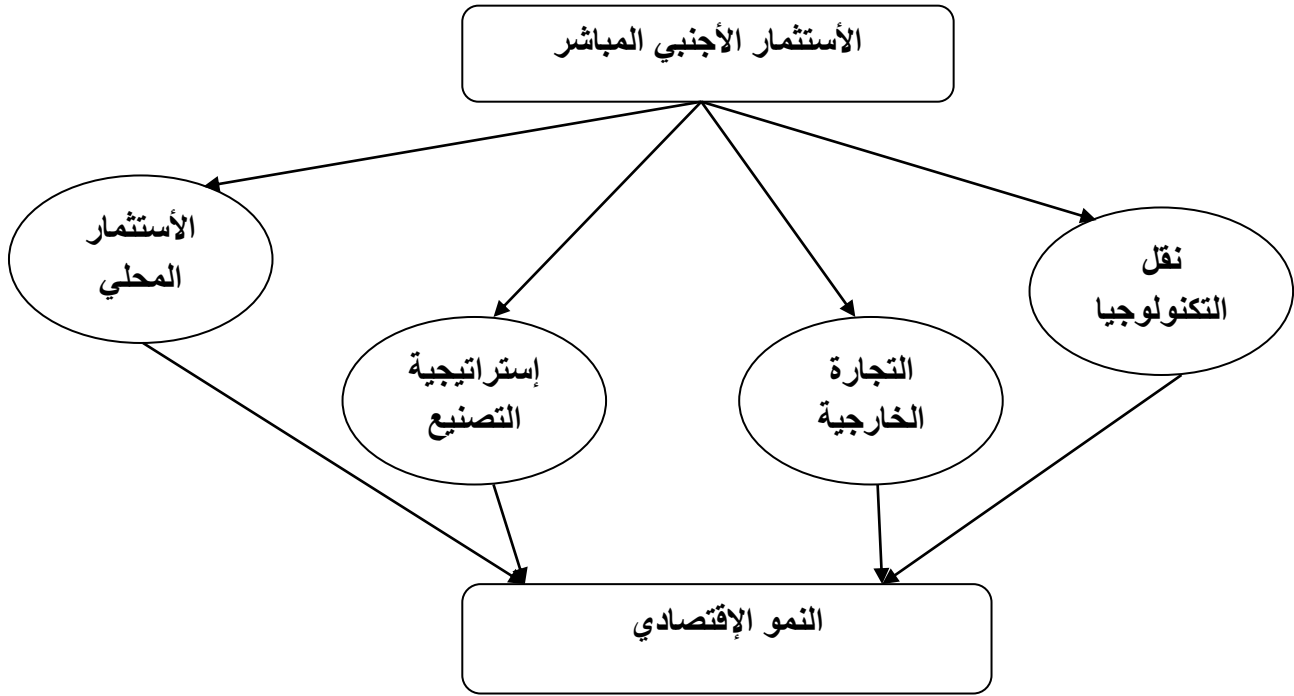 الأستثمار الأجنبي المباشر
نقل
التكنولوجيا
التجارة
الخارجية
إستراتيجية
التصنيع
الأستثمار
المحلي
النمو الإقتصادي